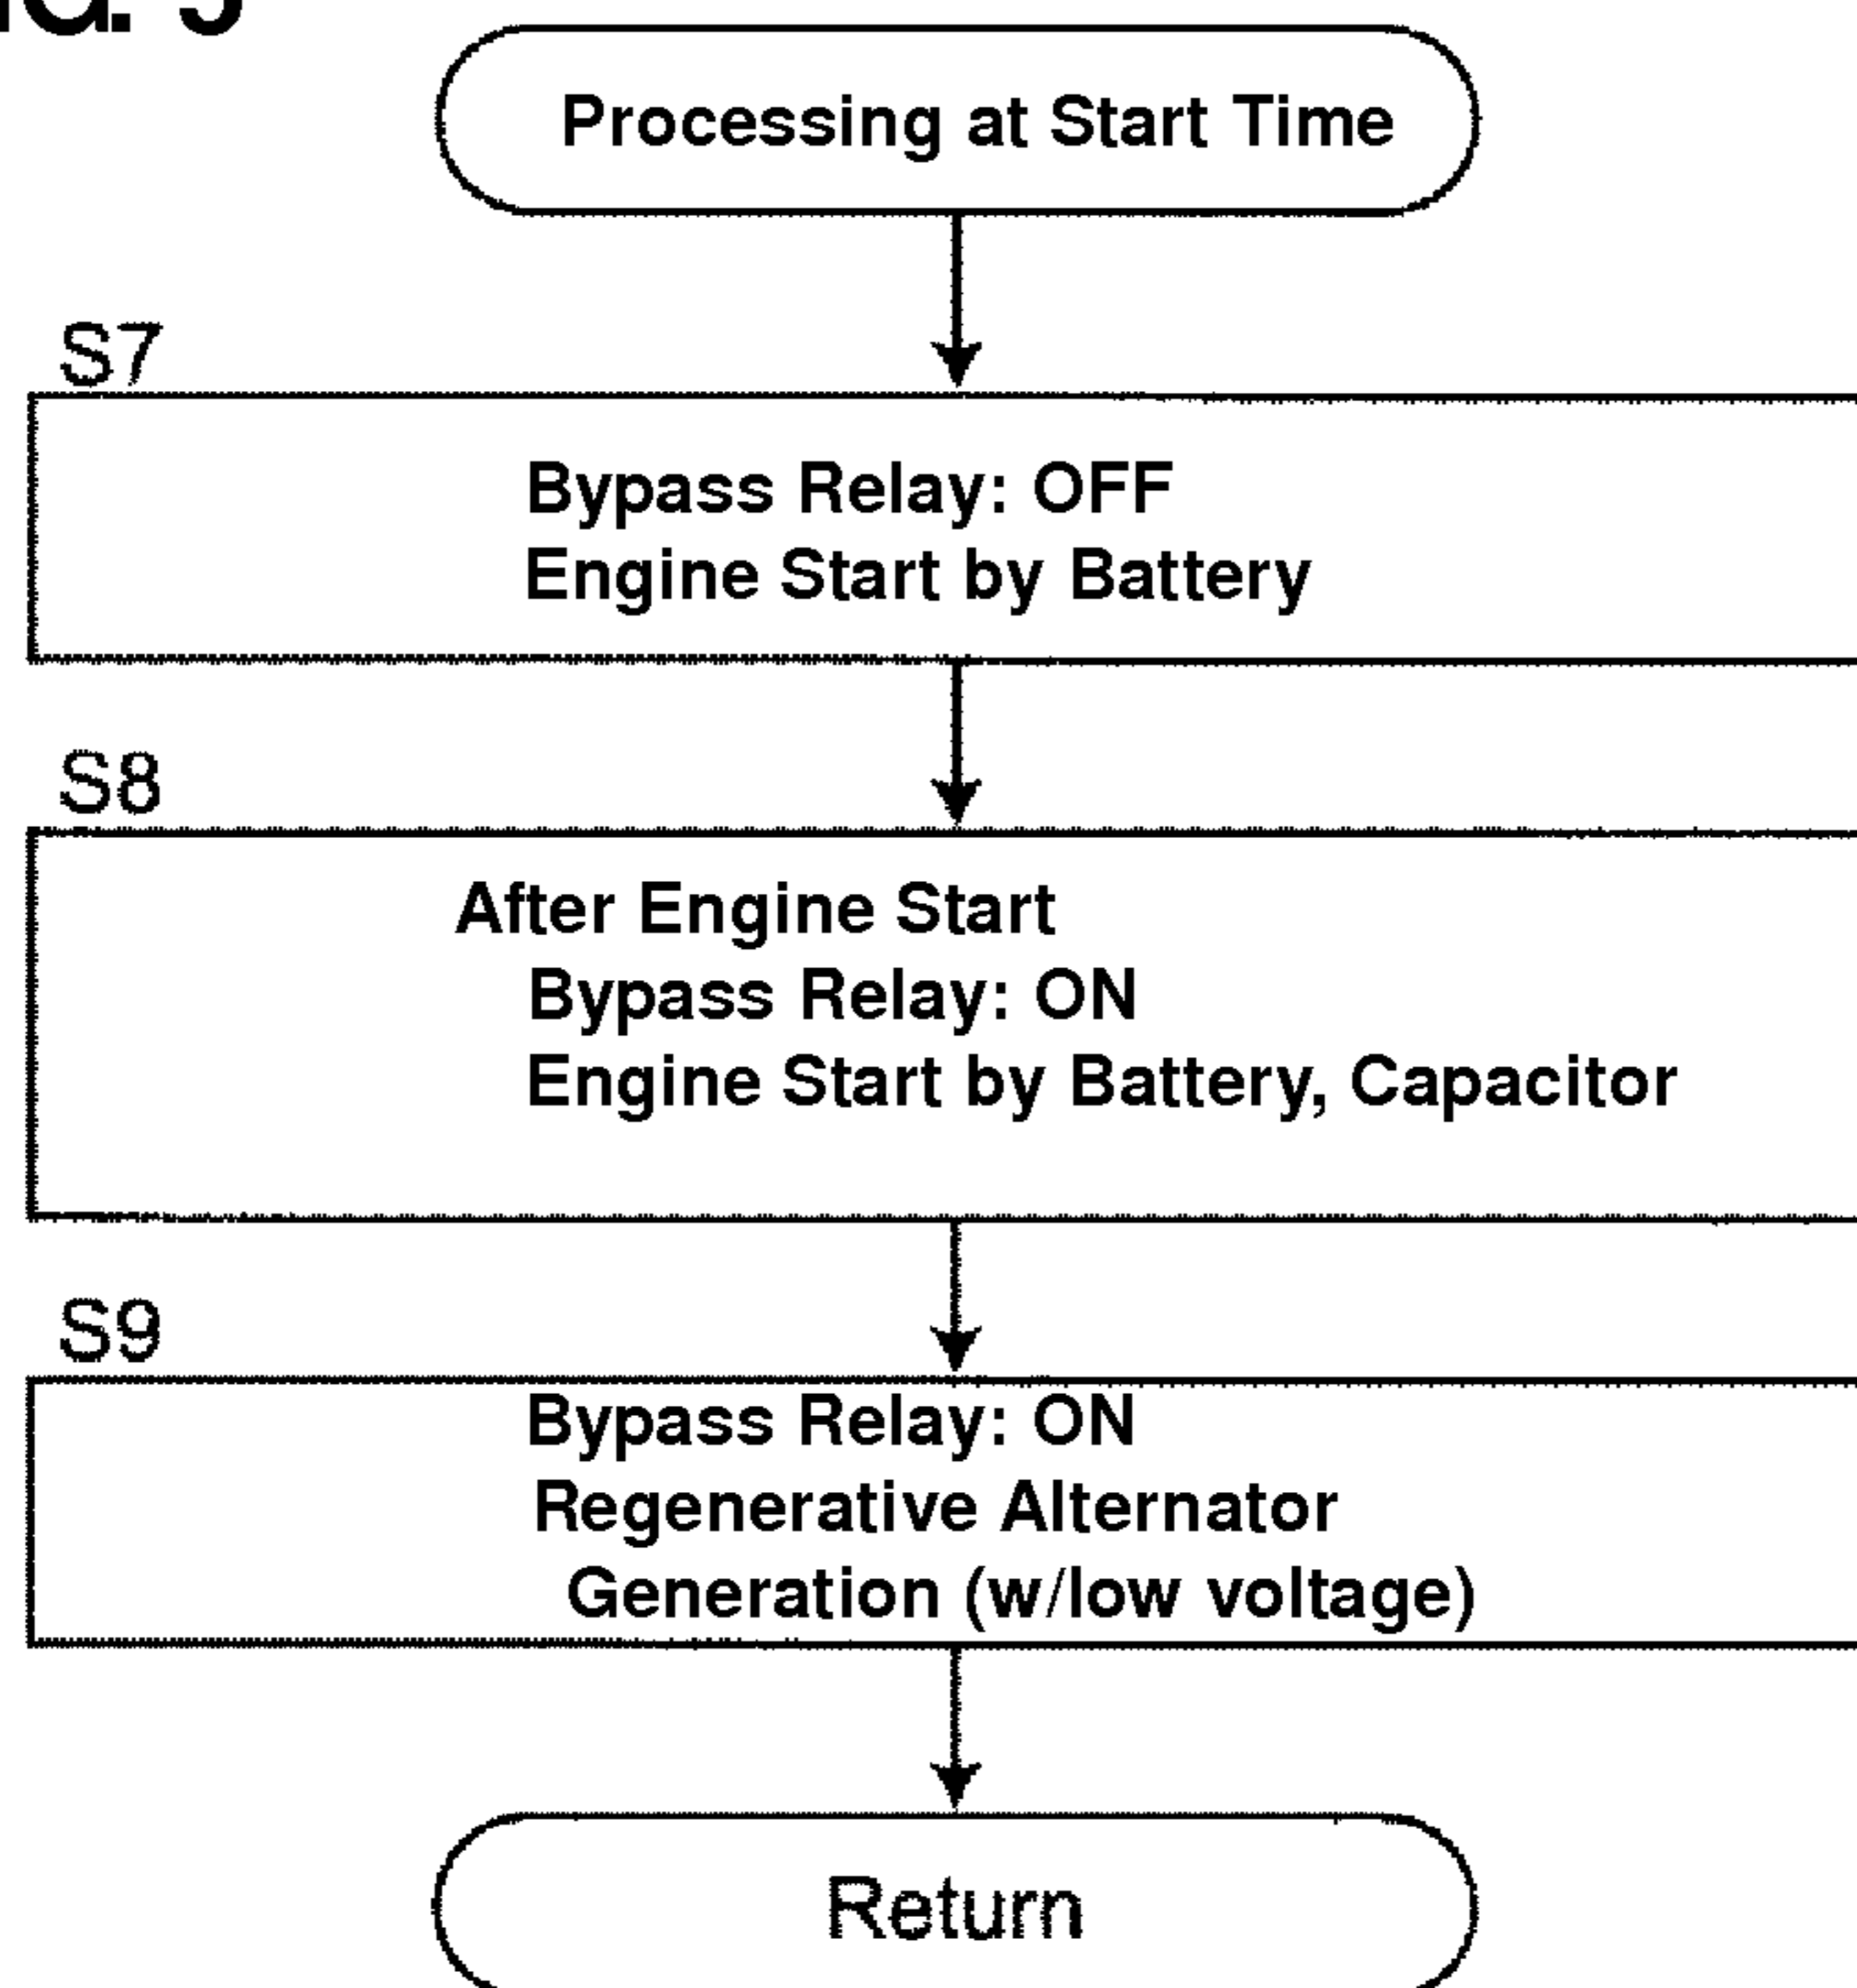 Processing at Start Time
S7
Bypass Relay: OFF
Engine Start by Battery
S8
After Engine Start
Bypass Relay: ON
Engine Start by Battery, Capacitor
S9
Bypass Relay: ON
Regenerative Alternator
Generation (w/low voltage)
Return